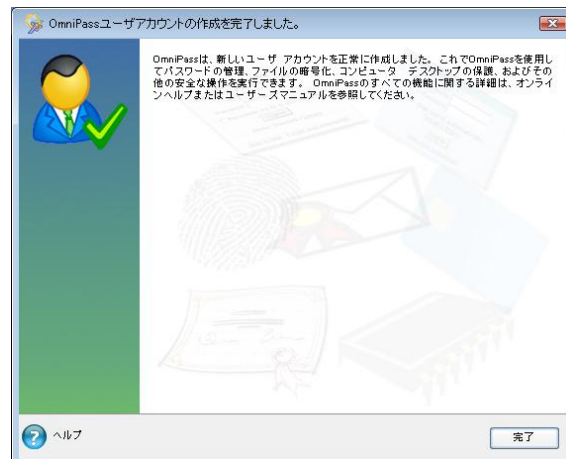 OmniPassユーザアカウントの作成を完了しました。
OmniPassは、新しいユーザ アカウントを正常に作成しました。これでOmniPassを使用し
てパスワードの管理、ファイルの暗号化、コンピュータ デスクトップの保護、およびその
他の安全な操作を実行できます。 OmniPassのすべての機能に関する詳細は、オンライ
ンヘルプまたはユーザーズマニュアルを参照してください。
ヘルプ
完了